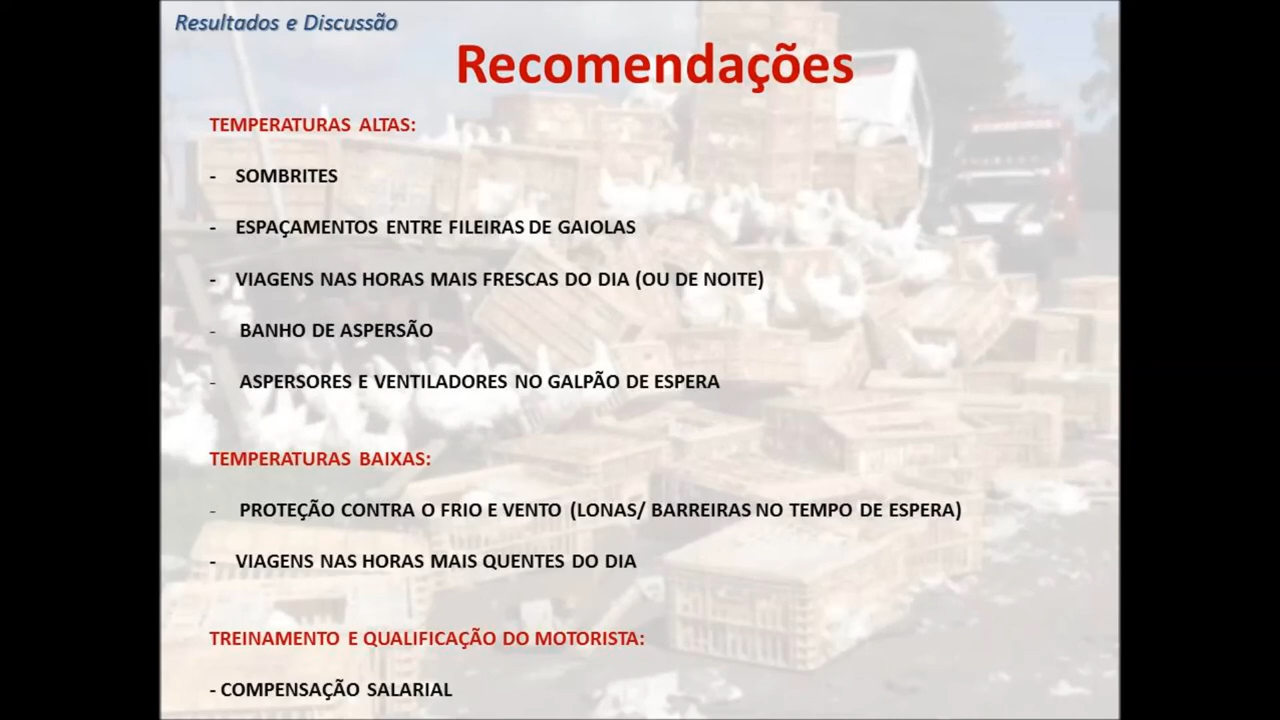 Resultados e Discussão
Recomendações
TEMPERATURAS ALTAS:
- SOMBRITES
- ESPAÇAMENTOS ENTRE FILEIRAS DE GAIOLAS
- VIAGENS NAS HORAS MAIS FRESCAS DO DIA (OU DE NOITE)
- BANHO DE ASPERSÃO
- ASPERSORES E VENTILADORES NO GALPÃO DE ESPERA
TEMPERATURAS BAIXAS:
- PROTEÇÃO CONTRA O FRIO E VENTO (LONAS/ BARREIRAS NO TEMPO DE ESPERA)
- VIAGENS NAS HORAS MAIS QUENTES DO DIA
TREINAMENTO E QUALIFICAÇÃO DO MOTORISTA:
- COMPENSAÇÃO SALARIAL